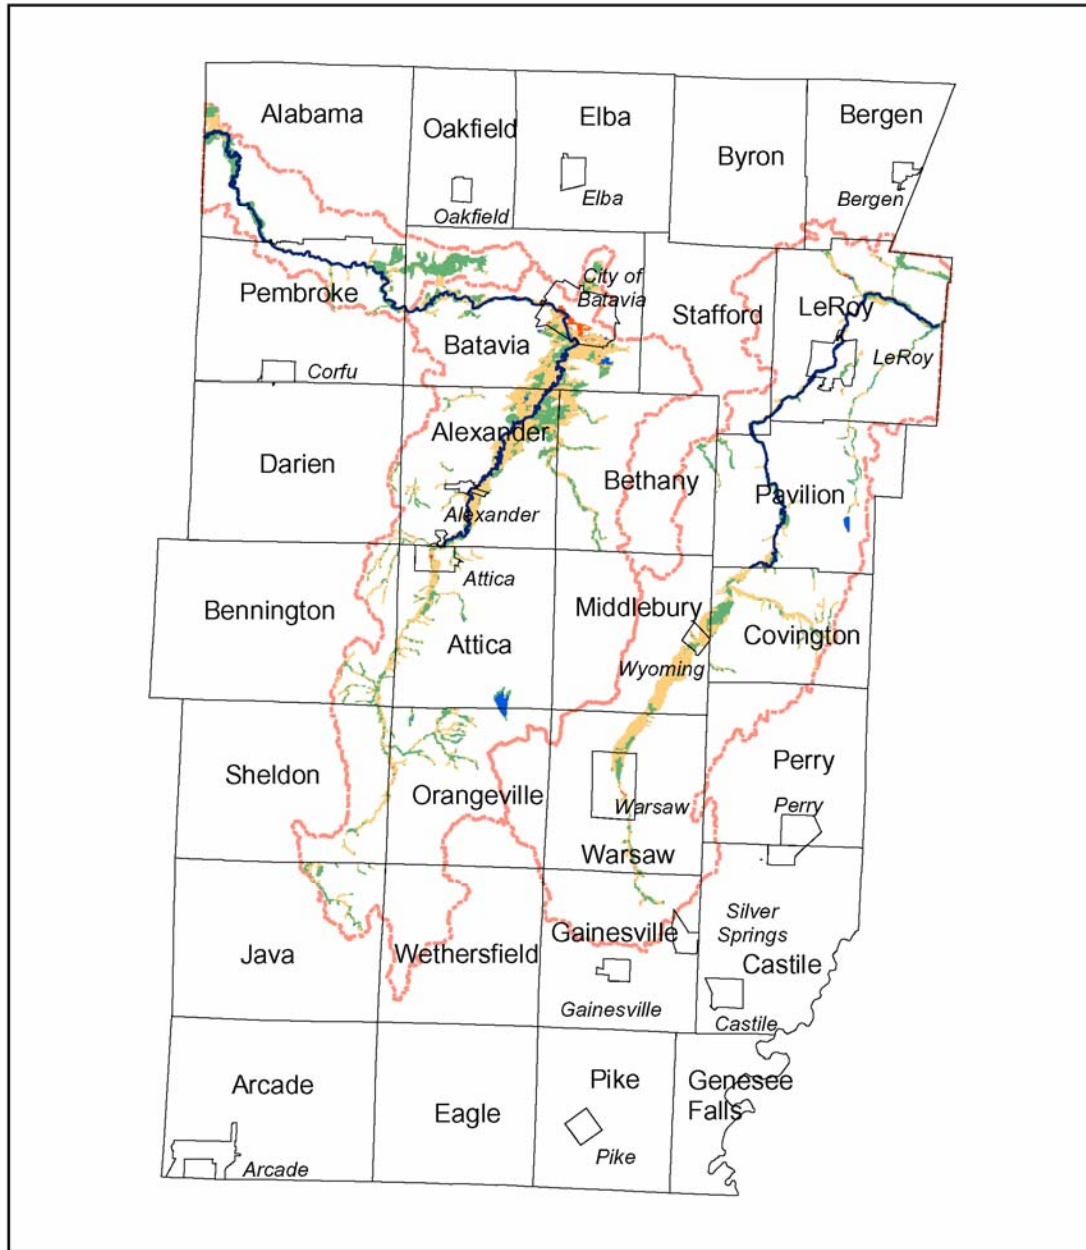 Alabama
Oakfield
Elba
Byron
Bergen
Oakfield
Elba
Bergen
Pembroke
City of
Batavia
Batavia
Stafford
LeRoy
LeRoy
Corfu
Darien
Alexander
Alexander
Bethany
Pavilion
Bennington
Attica
Attica
Middlebury
Wyoming
Covington
Sheldon
Orangeville
Warsaw
Warsaw
Perry
Perry
Java
Wethersfield
Gainesville
Gainesville
Silver
Springs
Castile
Castile
Arcade
Arcade
Eagle
Pike
Pike
Genesee
Falls